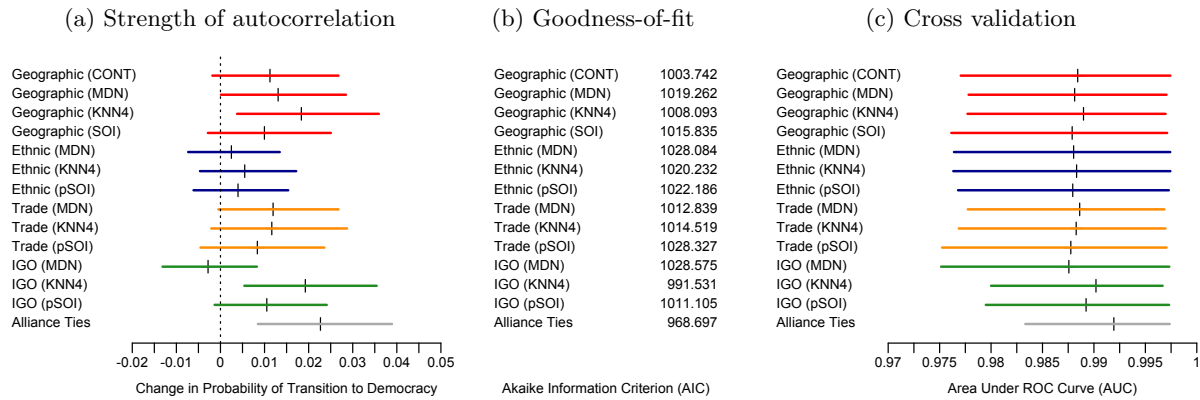 (a) Strength of autocorrelation
Geographic (CONT)
Geographic (MDN)
Geographic (KNN4)
Geographic (SOI)
Ethnic (MDN)
Ethnic (KNN4)
Ethnic (pSOI)
Trade (MDN)
Trade (KNN4)
Trade (pSOI)
IGO (MDN)
IGO (KNN4)
IGO (pSOI)
Alliance Ties
-0.02 -0.01 0 0.01 0.02 0.03 0.04 0.05
Change in Probability of Transition to Democracy
(b) Goodness-of-fit
Geographic (CONT) 1003.742
Geographic (MDN) 1019.262
Geographic (KNN4) 1008.093
Geographic (SOI) 1015.835
Ethnic (MDN) 1028.084
Ethnic (KNN4) 1020.232
Ethnic (pSOI) 1022.186
Trade (MDN) 1012.839
Trade (KNN4) 1014.519
Trade (pSOI) 1028.327
IGO (MDN) 1028.575
IGO (KNN4) 991.531
IGO (pSOI) 1011.105
Alliance Ties 968.697
Akaike Information Criterion (AIC)
(c) Cross validation
Geographic (CONT)
Geographic (MDN)
Geographic (KNN4)
Geographic (SOI)
Ethnic (MDN)
Ethnic (KNN4)
Ethnic (pSOI)
Trade (MDN)
Trade (KNN4)
Trade (pSOI)
IGO (MDN)
IGO (KNN4)
IGO (pSOI)
Alliance Ties
0.97 0.975 0.98 0.985 0.99 0.995 1
Area Under ROC Curve (AUC)